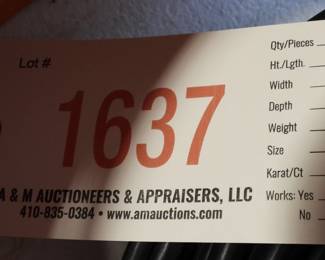 Lot #
1637
A & M AUCTIONEERS & APPRAISERS, LLC
410-835-0384 • www.amauctions.com
Qty/Pieces
Ht./Lgth.
Width
Depth
Weight
Size
Karat/Ct
Works: Yes
No